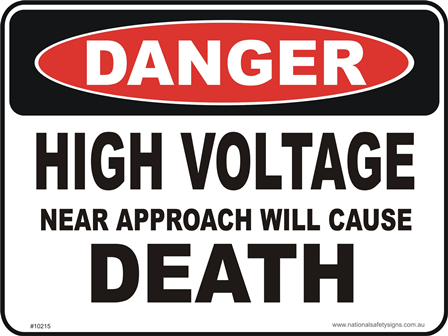 DANGER
HIGH VOLTAGE
NEAR APPROACH WILL CAUSE
DEATH
#10215 www.nationalsafetysigns.com.au